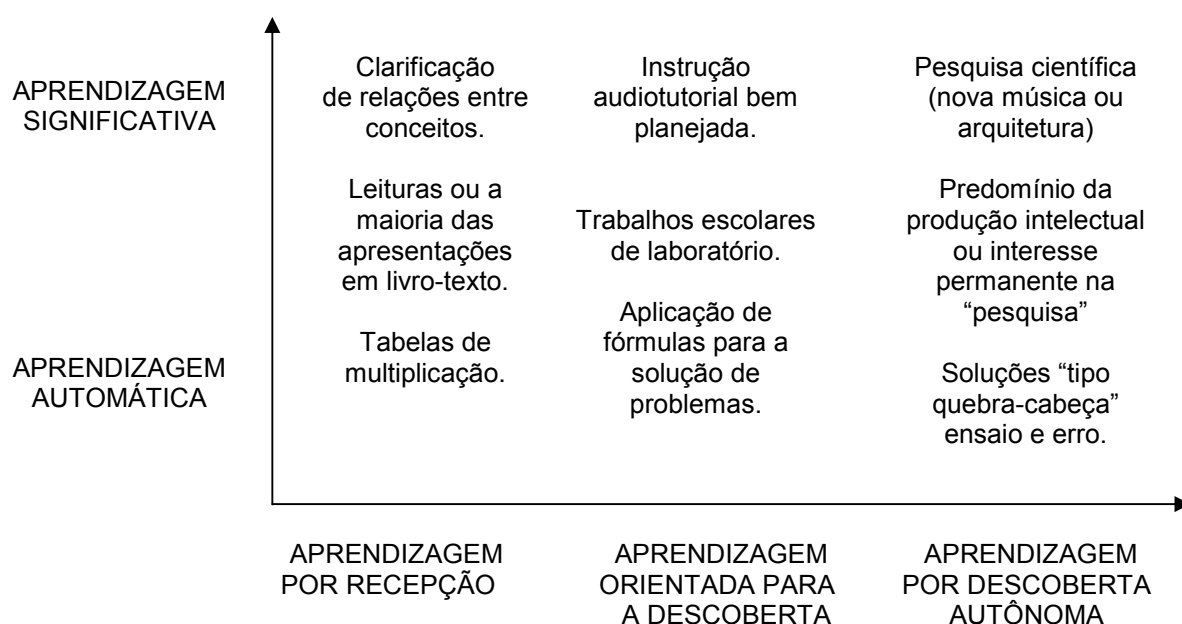 APRENDIZAGEM
SIGNIFICATIVA
Clarificação
de relações entre
conceitos.
Instrução
audiotutorial bem
planejada.
Pesquisa científica
(nova música ou
arquitetura)
Leituras ou a
maioria das
apresentações
em livro-texto.
Trabalhos escolares
de laboratório.
Predomínio da
produção intelectual
ou interesse
permanente na
“pesquisa”
APRENDIZAGEM
AUTOMÁTICA
Tabelas de
multiplicação.
Aplicação de
fórmulas para a
solução de
problemas.
Soluções “tipo
quebra-cabeça”
ensaio e erro.
APRENDIZAGEM
POR RECEPÇÃO
APRENDIZAGEM
ORIENTADA PARA
A DESCOBERTA
APRENDIZAGEM
POR DESCOBERTA
AUTÔNOMA